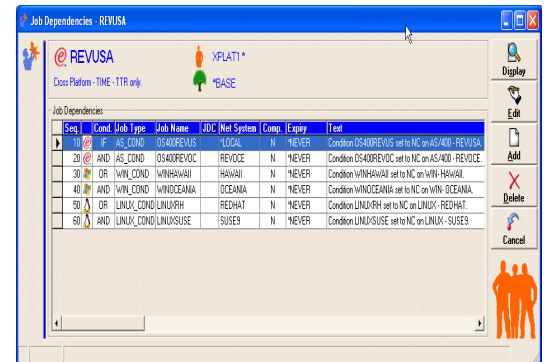 Job Dependencies - REVUSA
REVUSA XPLAT1 *
Cross Platform - TIME - TTR only. *BASE
Job Dependencies
Seq. Cond. Job Type Job Name JDC Net System Comp. Expiry Text
10 IF AS_COND OS400REVUS *LOCAL N *NEVER Condition OS400REVUS set to NC on AS/400 - REVUSA.
20 AND AS_COND OS400REVOC REVOCE N *NEVER Condition OS400REVOC set to NC on AS/400 - REVOCE.
30 OR WIN_COND WINHAWAII HAWAII N *NEVER Condition WINHAWAII set to NC on WIN- HAWAII.
40 AND WIN_COND WINOCEANIA OCEANIA N *NEVER Condition WINOCEANIA set to NC on WIN- OCEANIA.
50 OR LINUX_COND LINUXRH REDHAT N *NEVER Condition LINUXRH set to NC on LINUX - REDHAT.
60 AND LINUX_COND LINUXSUSE SUSE9 N *NEVER Condition LINUXSUSE set to NC on LINUX - SUSE9.
Display
Edit
Add
Delete
Cancel